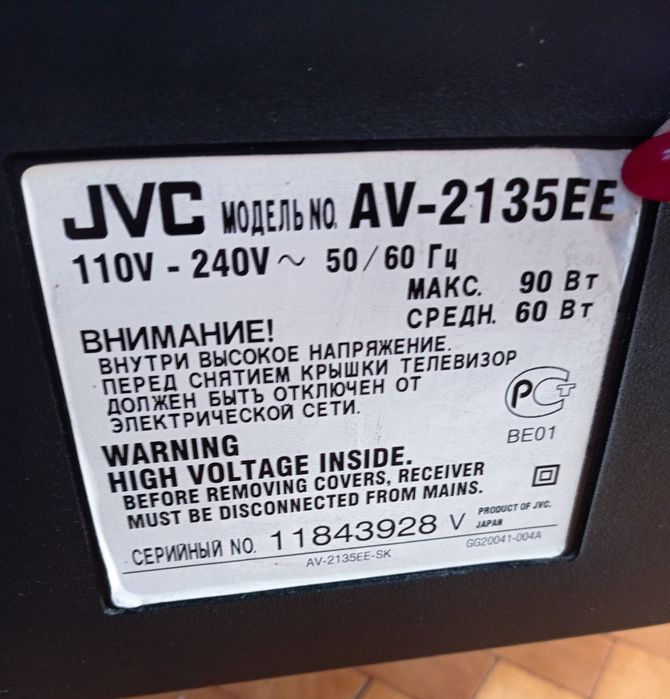 JVC МОДЕЛЬ NO. AV-2135EE
110V - 240V ~ 50/60 Гц
МАКС. 90 Вт
СРЕДН. 60 Вт
ВНИМАНИЕ!
ВНУТРИ ВЫСОКОЕ НАПРЯЖЕНИЕ.
ПЕРЕД СНЯТИЕМ КРЫШКИ ТЕЛЕВИЗОР
ДОЛЖЕН БЫТЬ ОТКЛЮЧЕН ОТ
ЭЛЕКТРИЧЕСКОЙ СЕТИ.
РСТ
BE01
WARNING
HIGH VOLTAGE INSIDE.
BEFORE REMOVING COVERS, RECEIVER
MUST BE DISCONNECTED FROM MAINS.
СЕРИЙНЫЙ NO. 11843928 V
PRODUCT OF JVC.
JAPAN
AV-2135EE-SK
GG20041-004A